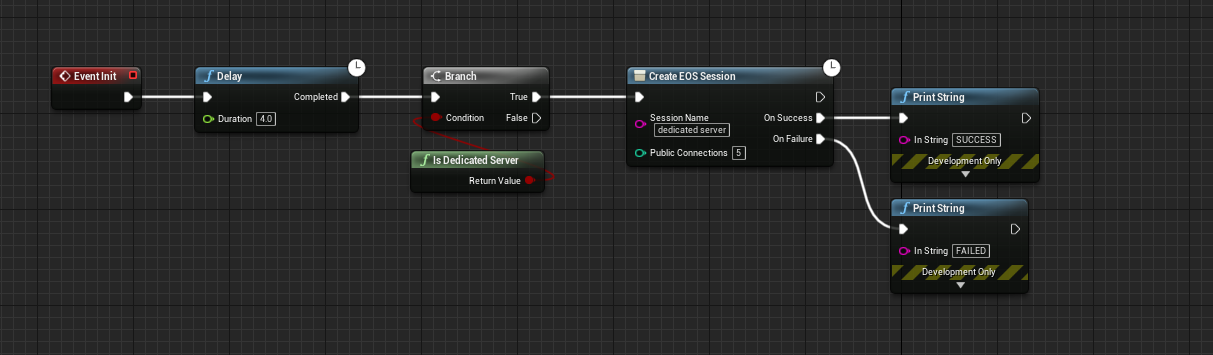 Event Init
Delay
Completed
Duration 4.0
Branch
True
Condition False
Is Dedicated Server
Return Value
Create EOS Session
Session Name
dedicated server
On Success
On Failure
Public Connections 5
Print String
In String SUCCESS
Development Only
Print String
In String FAILED
Development Only